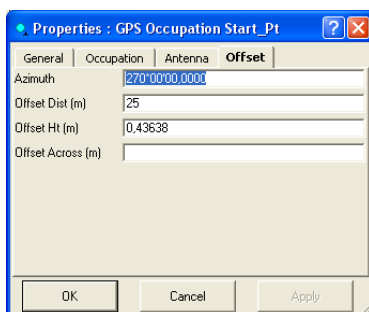 Properties : GPS Occupation Start_Pt
General Occupation Antenna Offset
Azimuth 270°00'00,0000
Offset Dist (m) 25
Offset Ht (m) 0,43638
Offset Across (m)
OK Cancel Apply